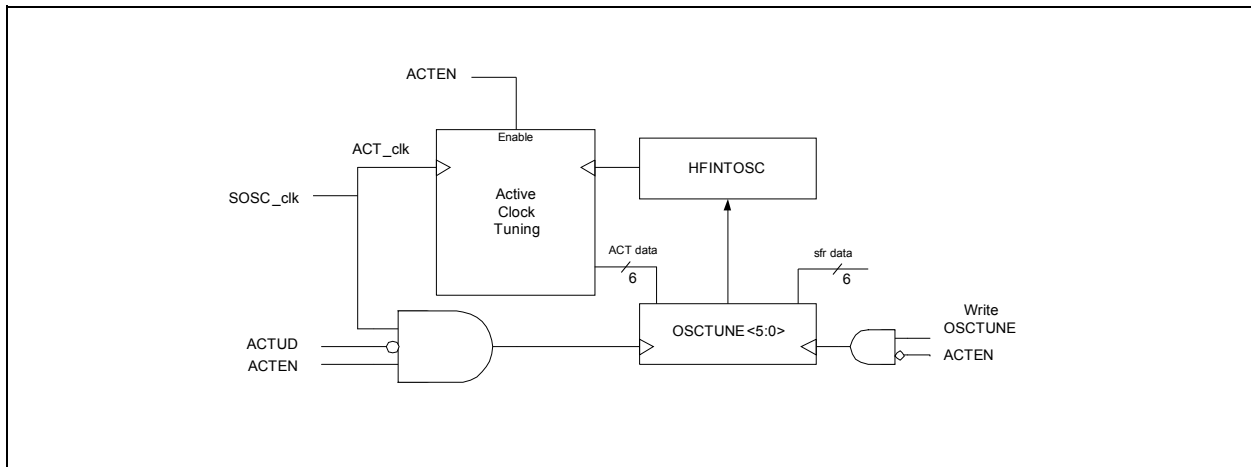 ACTEN
Enable
ACT_clk
HFINTOSC
SOSC_clk
Active
Clock
Tuning
ACT data
6
sfr data
6
Write
OSCTUNE
OSCTUNE<5:0>
ACTUD
ACTEN
ACTEN